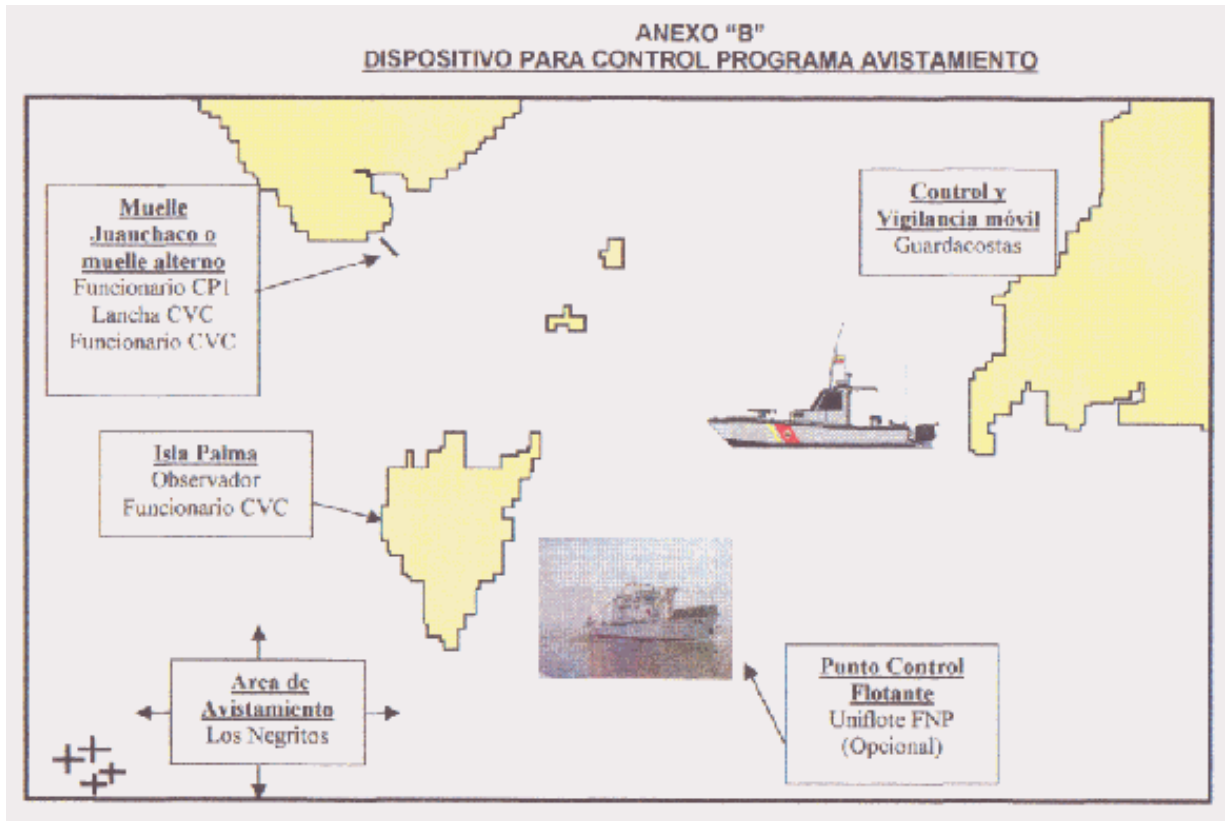 ANEXO "B"
DISPOSITIVO PARA CONTROL PROGRAMA AVISTAMIENTO
Muelle
Juanchaco o
muelle alterno
Funcionario CP1
Lancha CVC
Funcionario CVC
Control y
Vigilancia móvil
Guardacostas
Isla Palma
Observador
Funcionario CVC
Area de
Avistamiento
Los Negritos
Punto Control
Flotante
Uniflote FNP
(Opcional)